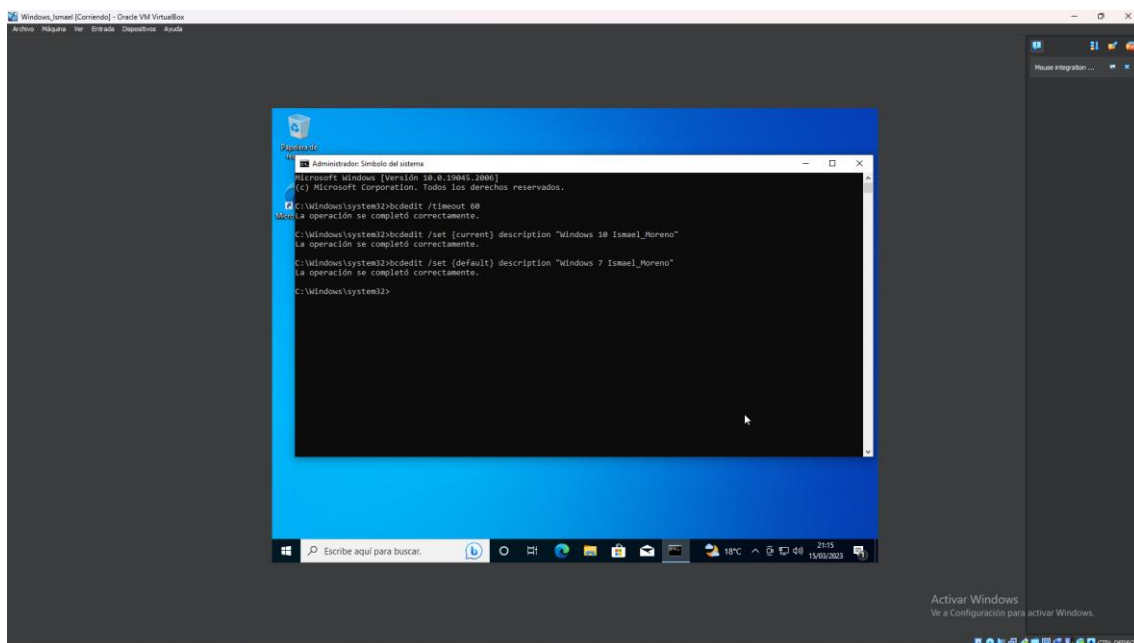 Windows_Ismael [Corriendo] - Oracle VM VirtualBox
Archivo Máquina Ver Entrada Dispositivos Ayuda
Mouse integration ...
Papelera de
Administrador: Símbolo del sistema
Microsoft Windows [Versión 10.0.19045.2006]
(c) Microsoft Corporation. Todos los derechos reservados.
C:\Windows\system32>bcdedit /timeout 60
La operación se completó correctamente.
C:\Windows\system32>bcdedit /set {current} description "Windows 10 Ismael_Moreno"
La operación se completó correctamente.
C:\Windows\system32>bcdedit /set {default} description "Windows 7 Ismael_Moreno"
La operación se completó correctamente.
C:\Windows\system32>
Escribe aquí para buscar.
18°C
21:15
15/03/2023
Activar Windows
Ve a Configuración para activar Windows.